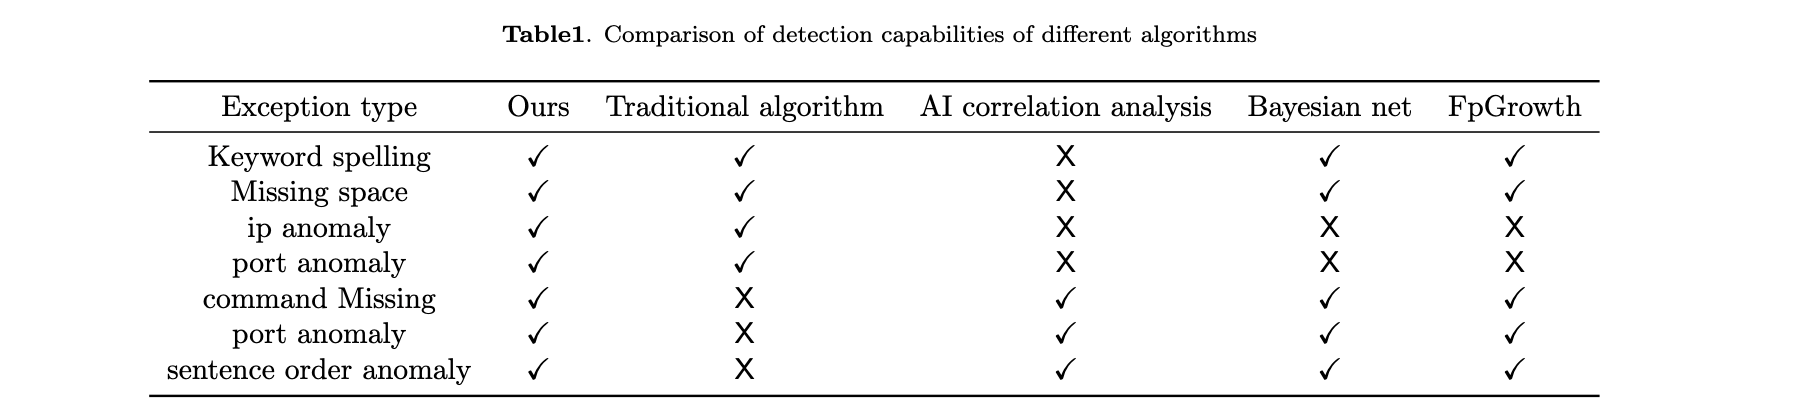 Table1. Comparison of detection capabilities of different algorithms
Exception type Ours Traditional algorithm AI correlation analysis Bayesian net FpGrowth
Keyword spelling ✓ ✓ X ✓ ✓
Missing space ✓ ✓ X ✓ ✓
ip anomaly ✓ ✓ X X X
port anomaly ✓ ✓ X X X
command Missing ✓ X ✓ ✓ ✓
port anomaly ✓ X ✓ ✓ ✓
sentence order anomaly ✓ X ✓ ✓ ✓